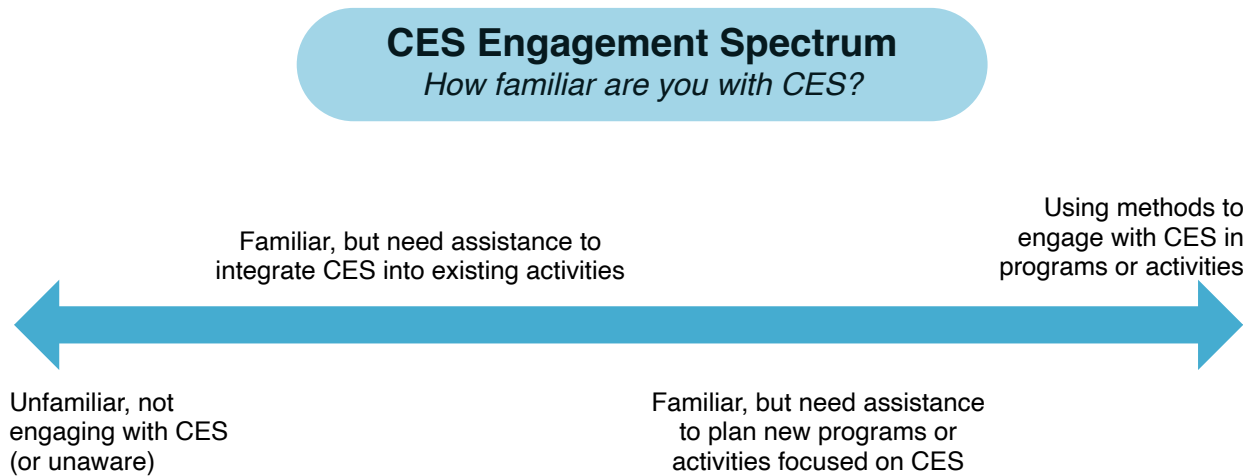 CES Engagement Spectrum
How familiar are you with CES?
Using methods to
engage with CES in
programs or activities
Familiar, but need assistance to
integrate CES into existing activities
Unfamiliar, not
engaging with CES
(or unaware)
Familiar, but need assistance
to plan new programs or
activities focused on CES